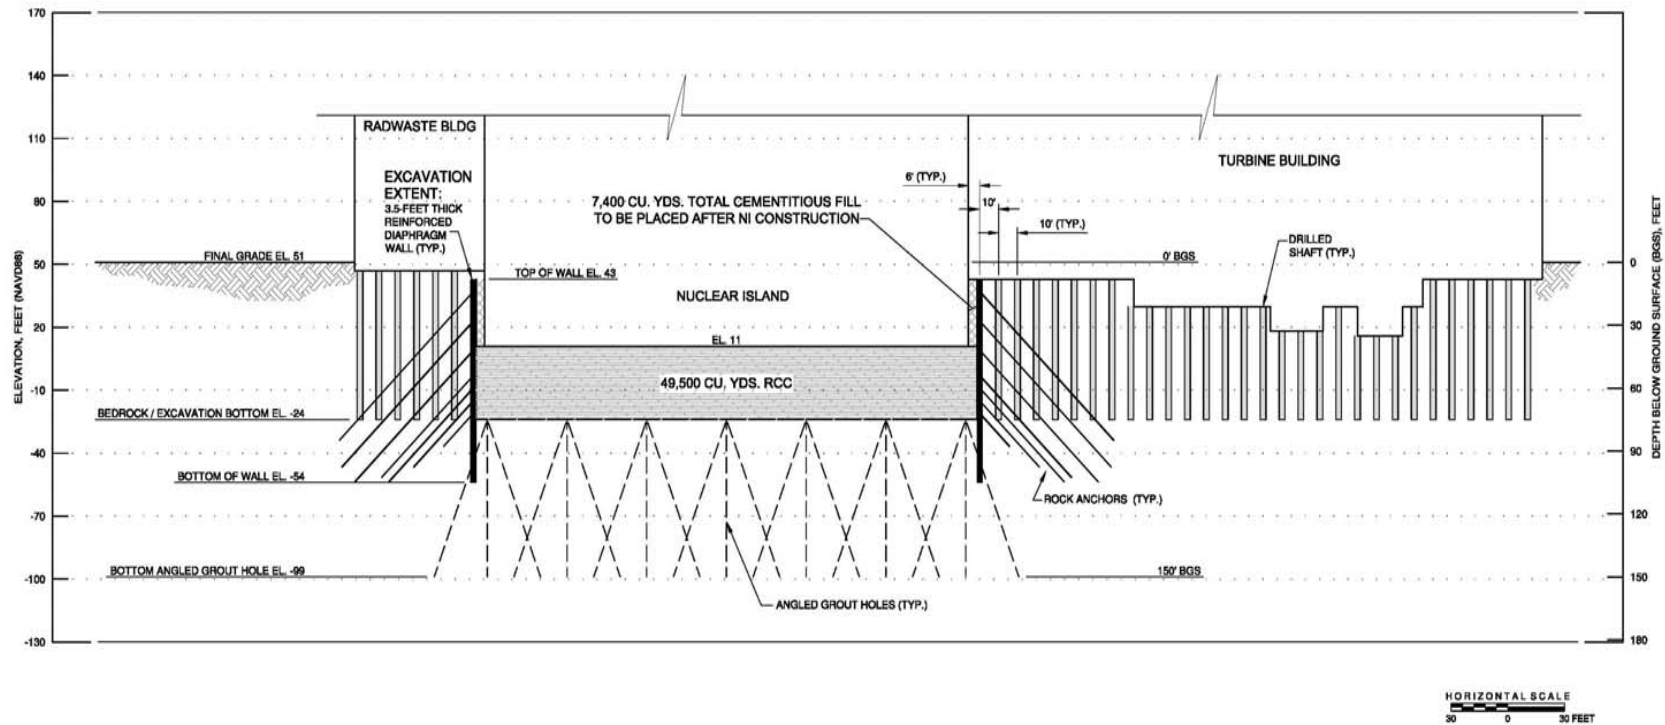 170
140
110
80
50
20
-10
-40
-70
-100
-130
ELEVATION, FEET (NAVD88)
RADWASTE BLDG
EXCAVATION
EXTENT:
3.5-FEET THICK
REINFORCED
DIAPHRAGM
WALL (TYP.)
7,400 CU. YDS. TOTAL CEMENTITIOUS FILL
TO BE PLACED AFTER NI CONSTRUCTION
6' (TYP.)
10'
10' (TYP.)
TURBINE BUILDING
DRILLED
SHAFT (TYP.)
FINAL GRADE EL. 51
0' BGS
TOP OF WALL EL. 43
NUCLEAR ISLAND
EL. 11
49,500 CU. YDS. RCC
BEDROCK / EXCAVATION BOTTOM EL. -24
BOTTOM OF WALL EL. -54
ROCK ANCHORS (TYP.)
BOTTOM ANGLED GROUT HOLE EL. -99
150' BGS
ANGLED GROUT HOLES (TYP.)
0
30
60
90
120
150
180
DEPTH BELOW GROUND SURFACE (BGS), FEET
HORIZONTAL SCALE
30 0 30 FEET